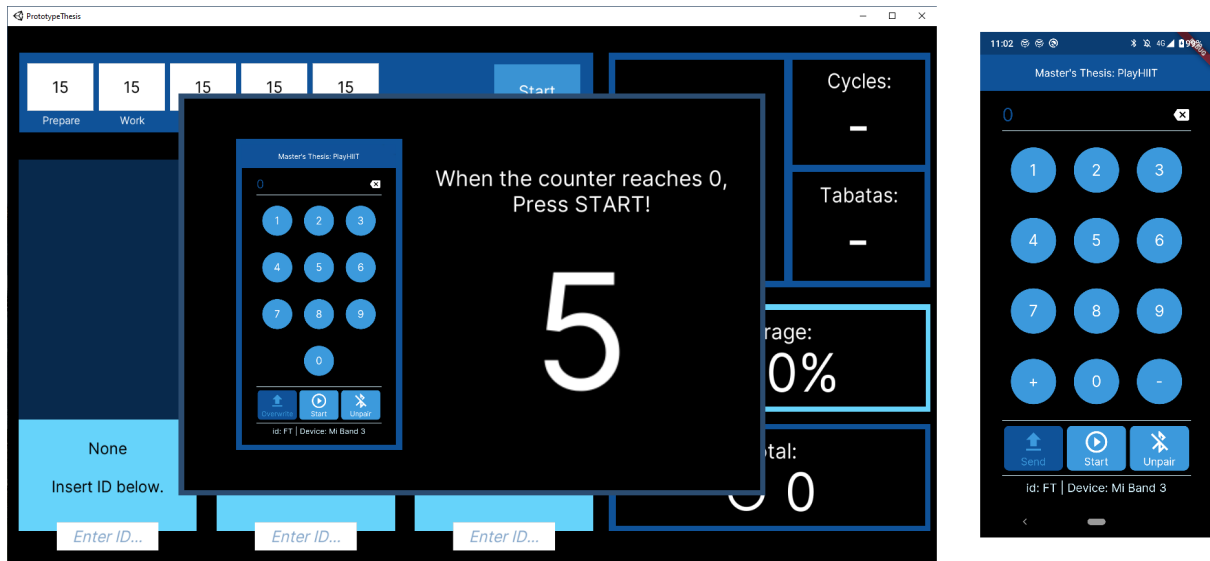 PrototypeThesis
15
15
15
15
15
Prepare
Work
Start
Cycles:
-
Tabatas:
-
Master's Thesis: PlayHIIT
0
1 2 3
4 5 6
7 8 9
0
Overwrite Start Unpair
id: FT | Device: Mi Band 3
When the counter reaches 0,
Press START!
5
rage:
0%
tal:
0
None
Insert ID below.
Enter ID...
Enter ID...
Enter ID...
11:02
4G 99%
Master's Thesis: PlayHIIT
0
1 2 3
4 5 6
7 8 9
+ 0 -
Send Start Unpair
id: FT | Device: Mi Band 3